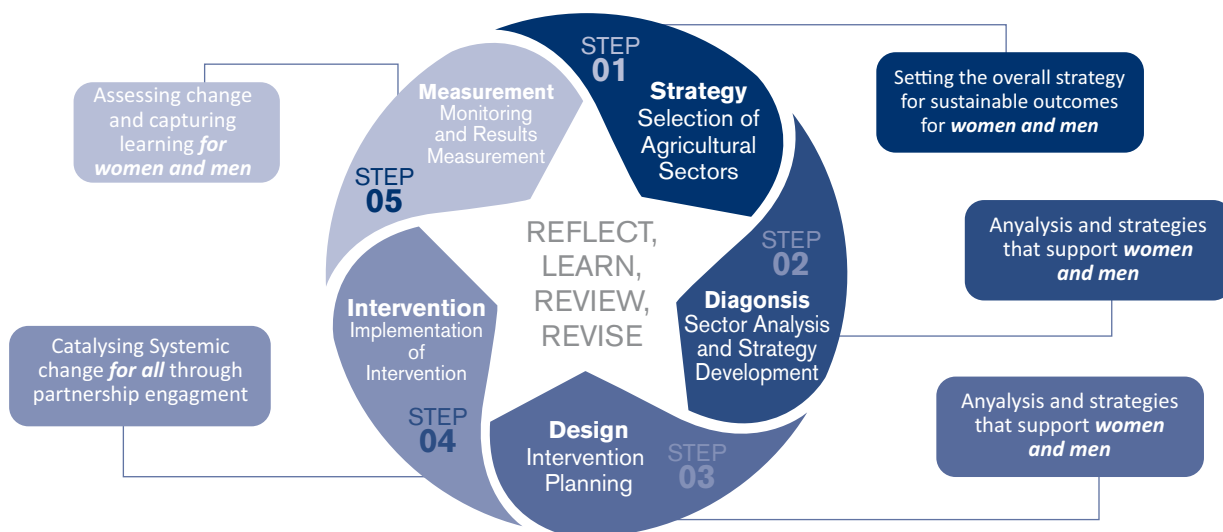 STEP
01
Strategy
Selection of
Agricultural
Sectors
Setting the overall strategy
for sustainable outcomes
for women and men
STEP
02
Diagonsis
Sector Analysis
and Strategy
Development
Anyalysis and strategies
that support women
and men
STEP
03
Design
Intervention
Planning
Anyalysis and strategies
that support women
and men
STEP
04
Intervention
Implementation
of
Intervention
Catalysing Systemic
change for all through
partnership engagment
STEP
05
Measurement
Monitoring
and Results
Measurement
Assessing change
and capturing
learning for
women and men
REFLECT,
LEARN,
REVIEW,
REVISE